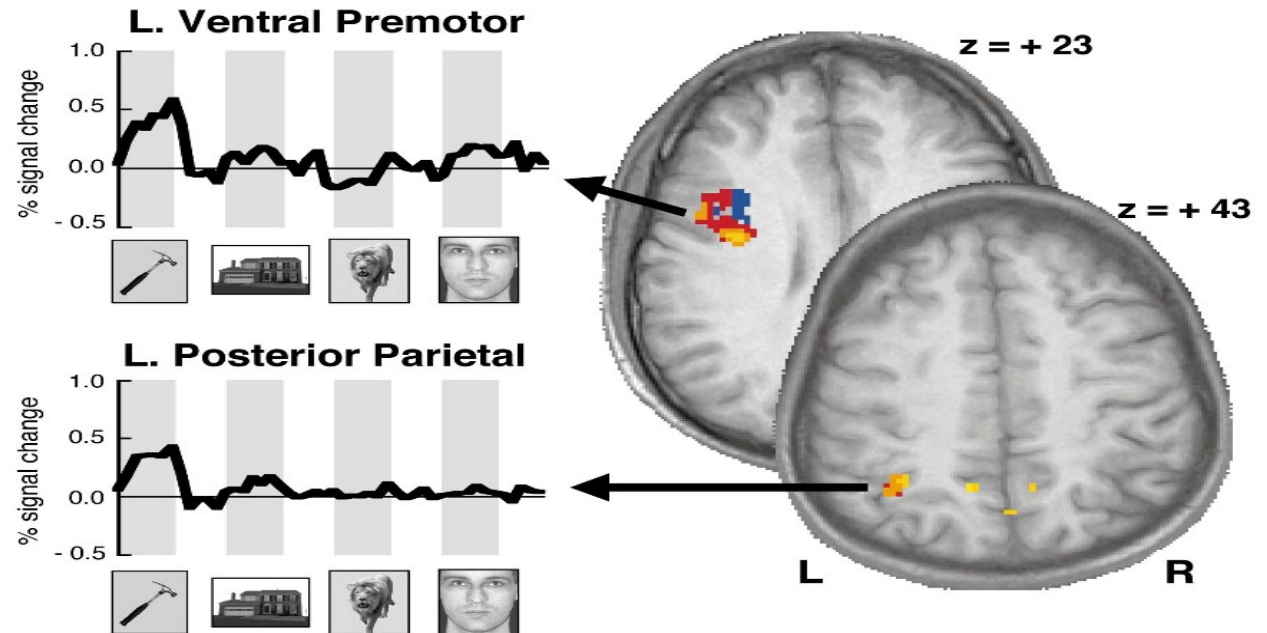 L. Ventral Premotor
% signal change
1.0
0.5
0.0
- 0.5
z = + 23
z = + 43
L. Posterior Parietal
% signal change
1.0
0.5
0.0
- 0.5
L
R